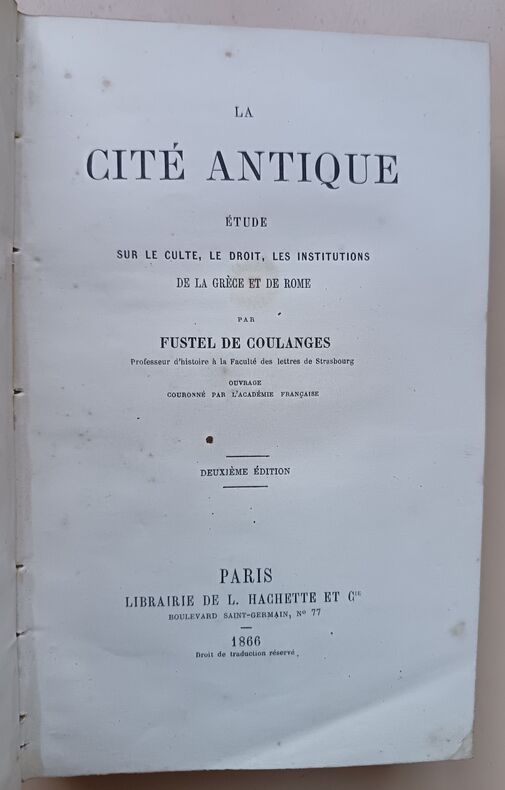 LA
CITÉ ANTIQUE
ÉTUDE
SUR LE CULTE, LE DROIT, LES INSTITUTIONS
DE LA GRÈCE ET DE ROME
PAR
FUSTEL DE COULANGES
Professeur d'histoire à la Faculté des lettres de Strasbourg
OUVRAGE
COURONNÉ PAR L'ACADÉMIE FRANÇAISE
DEUXIÈME ÉDITION
PARIS
LIBRAIRIE DE L. HACHETTE ET Cie
BOULEVARD SAINT-GERMAIN, No 77
1866
Droit de traduction réservé.